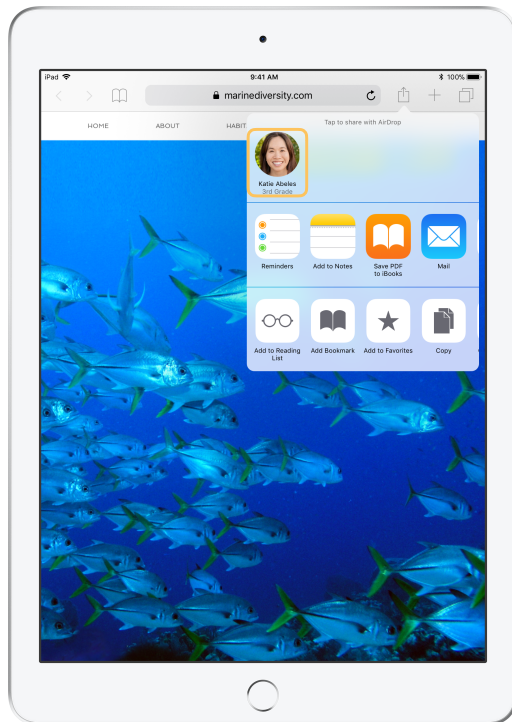 iPad
9:41 AM
100%
marinediversity.com
HOME
ABOUT
HABIT
Tap to share with AirDrop
Katie Abeles
3rd Grade
Reminders
Add to Notes
Save PDF
to iBooks
Mail
Add to Reading
List
Add Bookmark
Add to Favorites
Copy